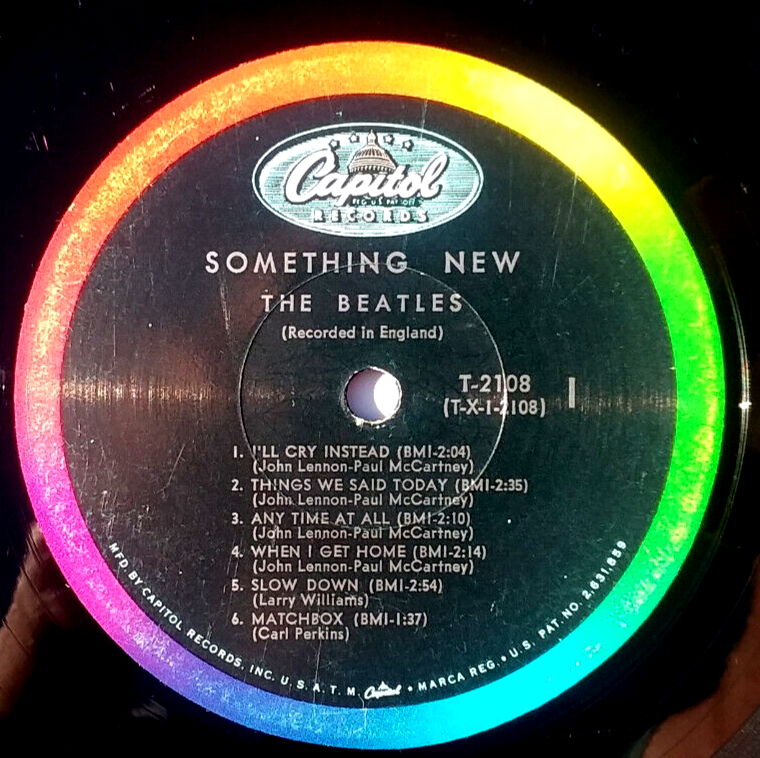 Capitol
REG. U.S. PAT. OFF.
RECORDS
SOMETHING NEW
THE BEATLES
(Recorded in England)
T-2108
(T-X-1-2108)
1
1. I'LL CRY INSTEAD (BMI-2:04)
(John Lennon-Paul McCartney)
2. THINGS WE SAID TODAY (BMI-2:35)
(John Lennon-Paul McCartney)
3. ANY TIME AT ALL (BMI-2:10)
(John Lennon-Paul McCartney)
4. WHEN I GET HOME (BMI-2:14)
(John Lennon-Paul McCartney)
5. SLOW DOWN (BMI-2:54)
(Larry Williams)
6. MATCHBOX (BMI-1:37)
(Carl Perkins)
MFD. BY CAPITOL RECORDS, INC. U. S. A. T. M. Capitol • MARCA REG. • U. S. PAT. NO. 2,631,859